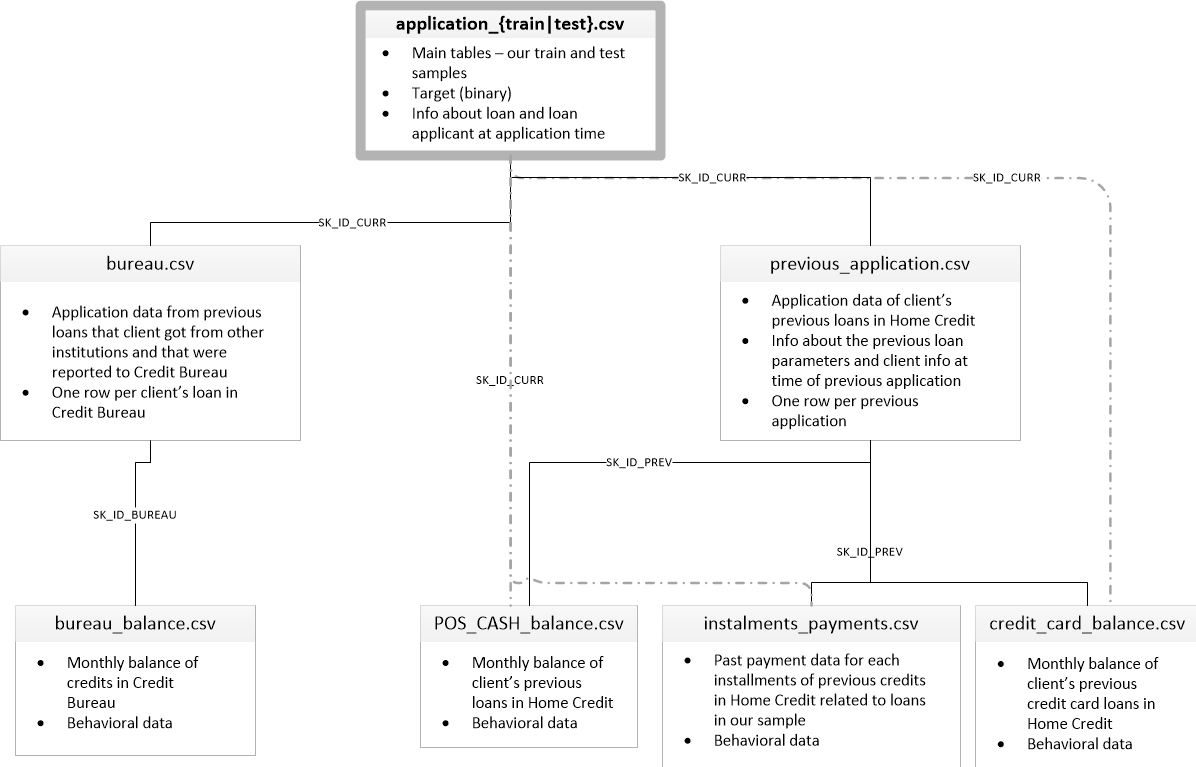 application_{train|test}.csv
• Main tables – our train and test
samples
• Target (binary)
• Info about loan and loan
applicant at application time
SK_ID_CURR
SK_ID_CURR
SK_ID_CURR
bureau.csv
• Application data from previous
loans that client got from other
institutions and that were
reported to Credit Bureau
• One row per client’s loan in
Credit Bureau
previous_application.csv
• Application data of client’s
previous loans in Home Credit
• Info about the previous loan
parameters and client info at
time of previous application
• One row per previous
application
SK_ID_CURR
SK_ID_PREV
SK_ID_BUREAU
SK_ID_PREV
bureau_balance.csv
• Monthly balance of
credits in Credit
Bureau
• Behavioral data
POS_CASH_balance.csv
• Monthly balance of
client’s previous
loans in Home Credit
• Behavioral data
instalments_payments.csv
• Past payment data for each
installments of previous credits
in Home Credit related to loans
in our sample
• Behavioral data
credit_card_balance.csv
• Monthly balance of
client’s previous
credit card loans in
Home Credit
• Behavioral data